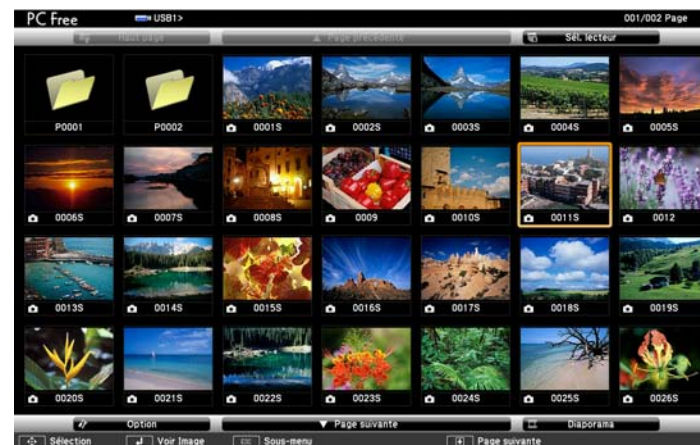 PC Free USB1> 001/002 Page
Haut page ▲ Page précédente Sél. lecteur
P0001 P0002 0001S 0002S 0003S 0004S 0005S
0006S 0007S 0008S 0009 0010S 0011S 0012
0013S 0014S 0015S 0016S 0017S 0018S 0019S
0020S 0021S 0022S 0023S 0024S 0025S 0026S
Option ▼ Page suivante Diaporama
Sélection Voir Image ESC Sous-menu Page suivante